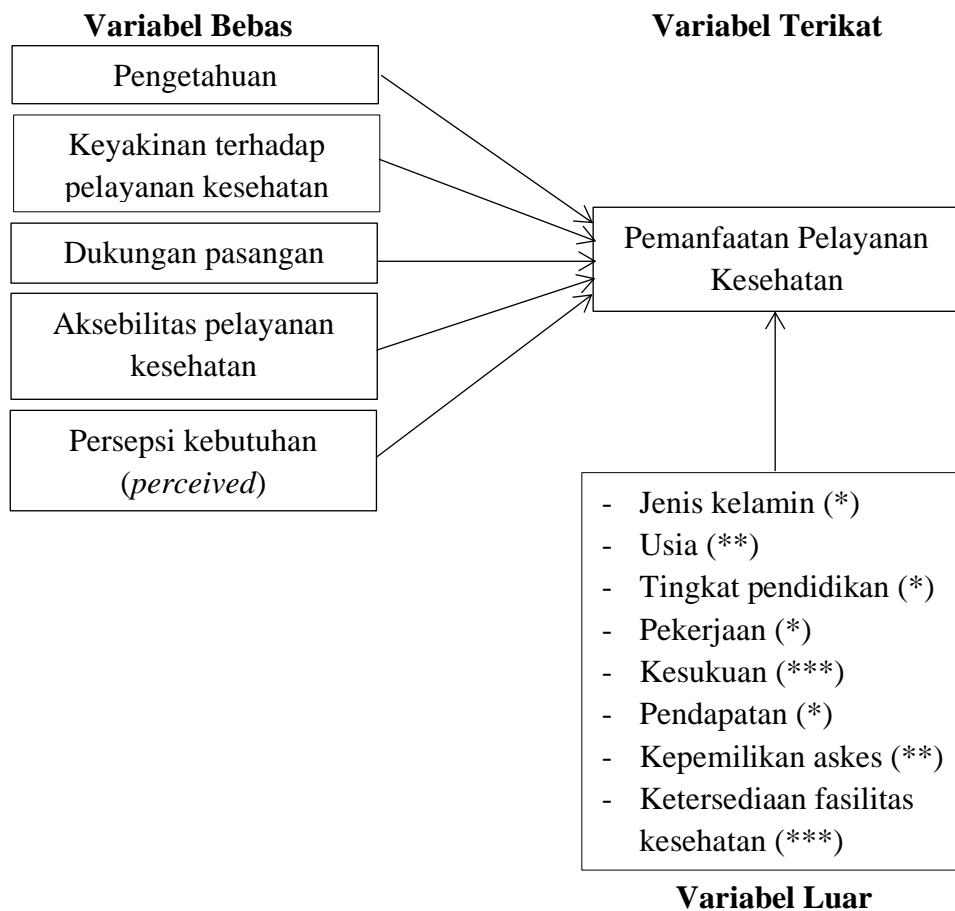 Variabel Bebas
Variabel Terikat
Pengetahuan
Keyakinan terhadap
pelayanan kesehatan
Dukungan pasangan
Aksebilitas pelayanan
kesehatan
Persepsi kebutuhan
(perceived)
Pemanfaatan Pelayanan
Kesehatan
- Jenis kelamin (*)
- Usia (**)
- Tingkat pendidikan (*)
- Pekerjaan (*)
- Kesukuan (***)
- Pendapatan (*)
- Kepemilikan askes (**)
- Ketersediaan fasilitas
kesehatan (***)
Variabel Luar